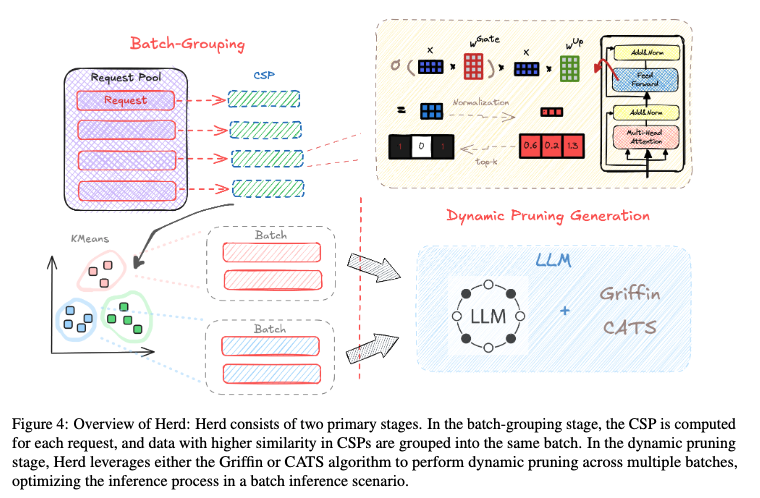 Batch-Grouping
Request Pool
CSP
Request
σ ( X * W^Gate ) * X * W^Up
= Normalization
1 0 1
top-k
0.6 0.2 1.3
Add&Norm
Feed
Forward
Add&Norm
Multi-Head
Attention
KMeans
Batch
Batch
Dynamic Pruning Generation
LLM
LLM
+
Griffin
CATS
Figure 4: Overview of Herd: Herd consists of two primary stages. In the batch-grouping stage, the CSP is computed
for each request, and data with higher similarity in CSPs are grouped into the same batch. In the dynamic pruning
stage, Herd leverages either the Griffin or CATS algorithm to perform dynamic pruning across multiple batches,
optimizing the inference process in a batch inference scenario.